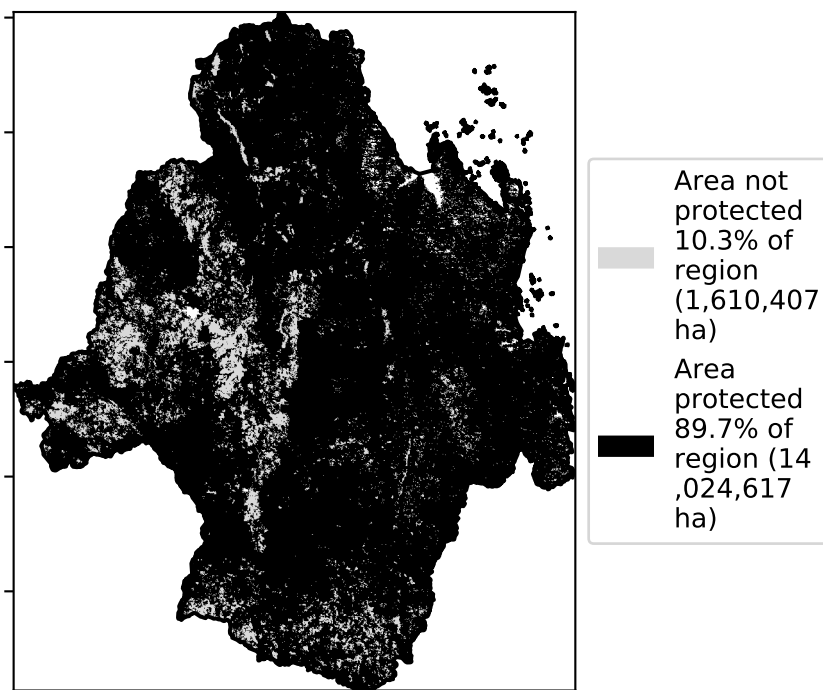 Area not
protected
10.3% of
region
(1,610,407
ha)
Area
protected
89.7% of
region (14
,024,617
ha)